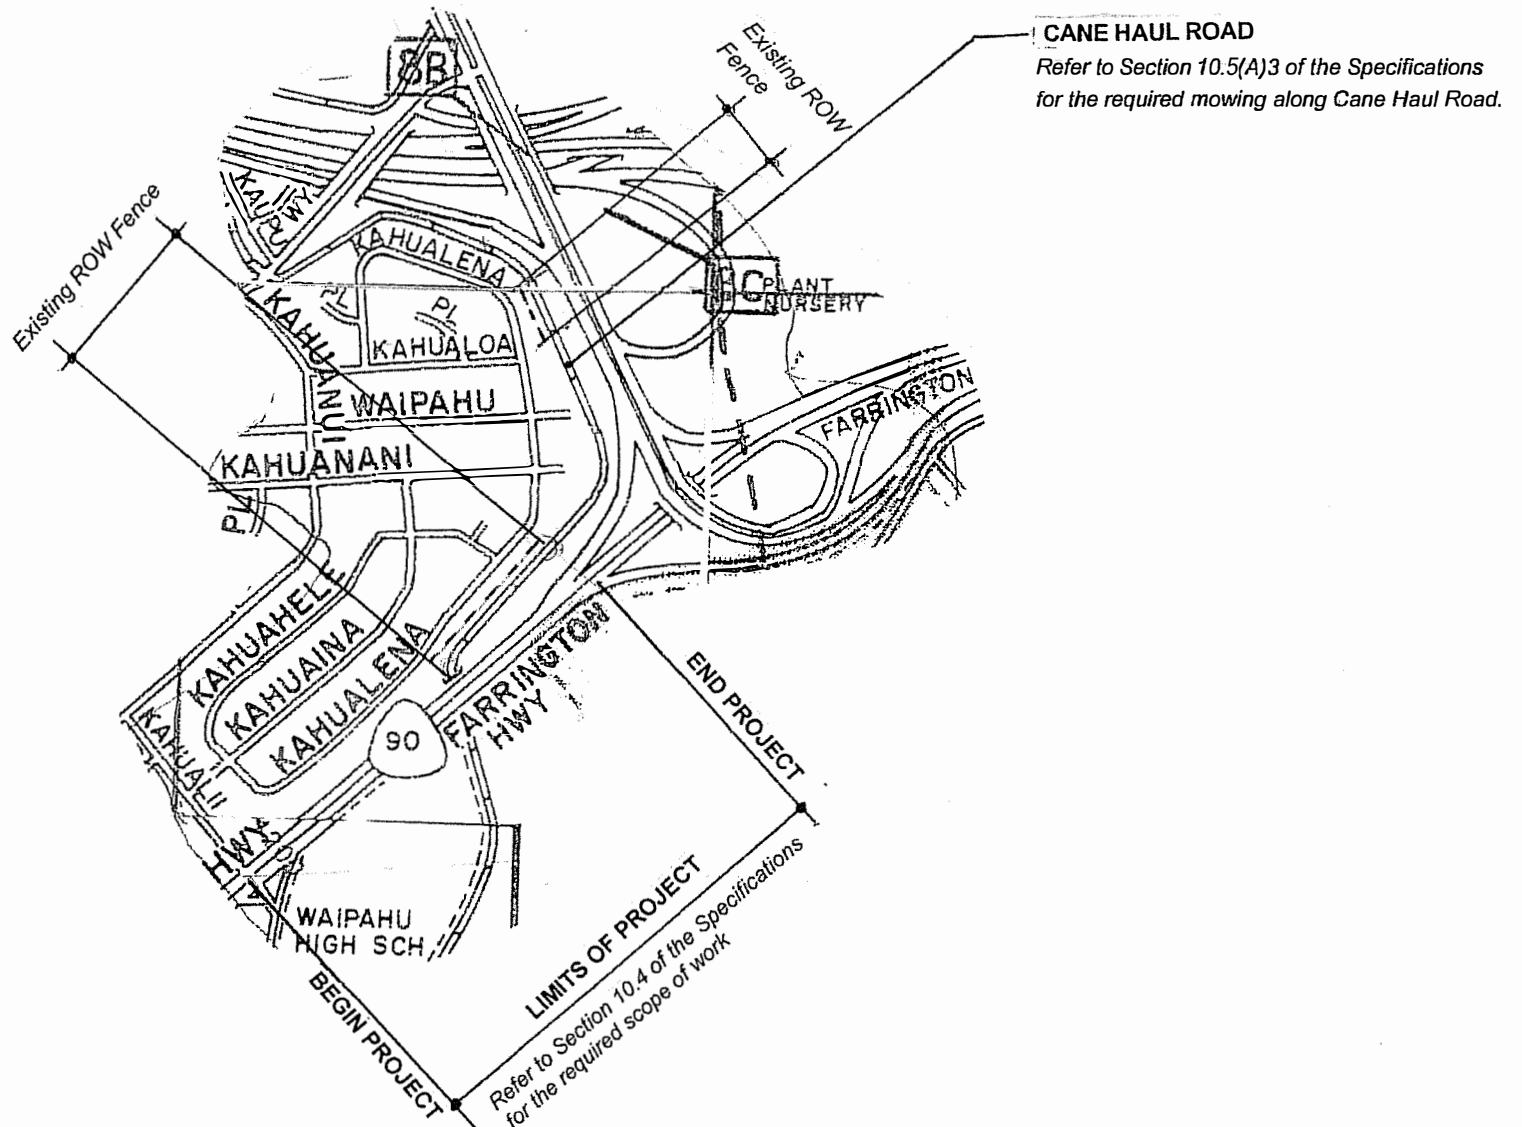 CANE HAUL ROAD
Refer to Section 10.5(A)3 of the Specifications
for the required mowing along Cane Haul Road.
Existing ROW
Fence
8B
Existing ROW Fence
HWY
KAHUALENA
PL
PL
KAHUALOA
KAHUANUI
WAIPAHU
KAHUANANI
PL
PLANT
NURSERY
FARRINGTON
KAHUAHELE
KAHUAINA
KAHUALENA
KAHUALII
90
FARRINGTON
HWY
HWY
WAIPAHU
HIGH SCH
END PROJECT
BEGIN PROJECT
LIMITS OF PROJECT
Refer to Section 10.4 of the Specifications
for the required scope of work